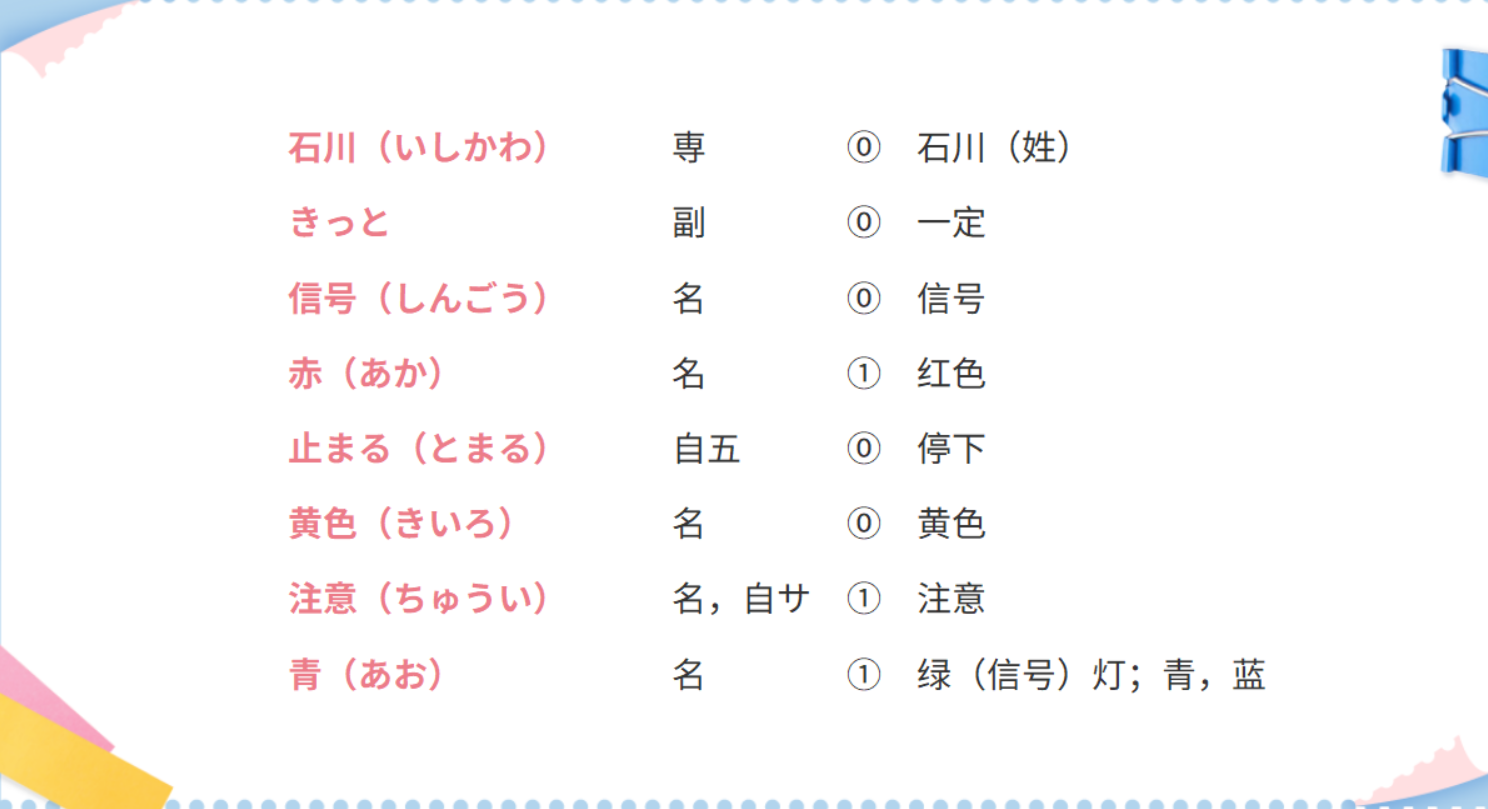 石川（いしかわ） 専 ⓪ 石川（姓）
きっと 副 ⓪ 一定
信号（しんごう） 名 ⓪ 信号
赤（あか） 名 ① 红色
止まる（とまる） 自五 ⓪ 停下
黄色（きいろ） 名 ⓪ 黄色
注意（ちゅうい） 名，自サ ① 注意
青（あお） 名 ① 绿（信号）灯；青，蓝